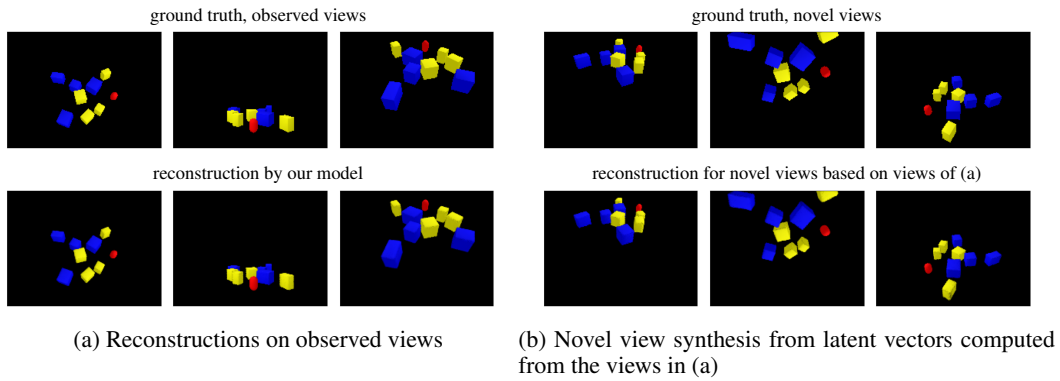 ground truth, observed views
reconstruction by our model
(a) Reconstructions on observed views
ground truth, novel views
reconstruction for novel views based on views of (a)
(b) Novel view synthesis from latent vectors computed
from the views in (a)